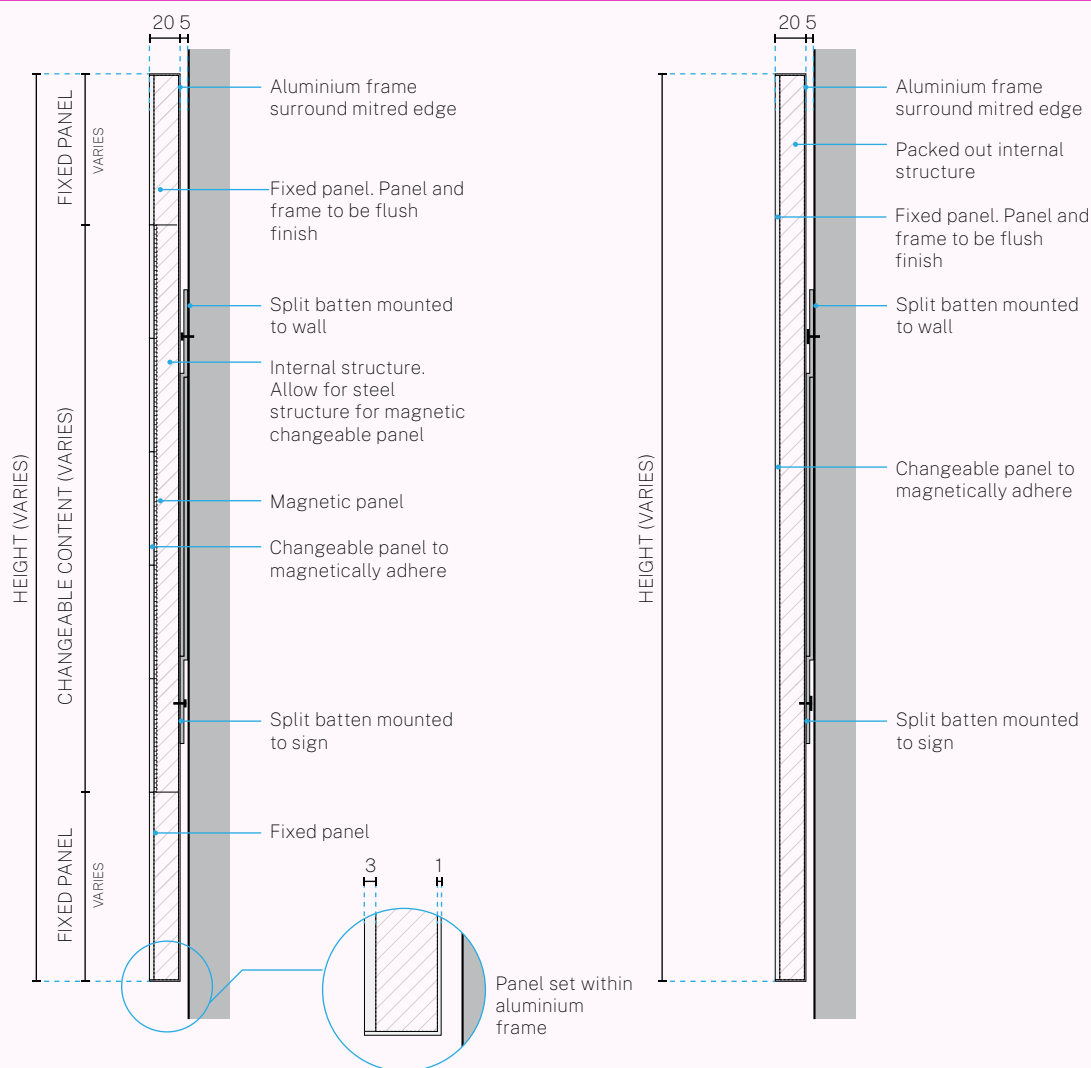 20 5
Aluminium frame
surround mitred edge
Fixed panel. Panel and
frame to be flush
finish
Split batten mounted
to wall
Internal structure.
Allow for steel
structure for magnetic
changeable panel
Magnetic panel
Changeable panel to
magnetically adhere
Split batten mounted
to sign
Fixed panel
HEIGHT (VARIES)
FIXED PANEL
VARIES
CHANGEABLE CONTENT (VARIES)
FIXED PANEL
VARIES
3
1
Panel set within
aluminium
frame
20 5
Aluminium frame
surround mitred edge
Packed out internal
structure
Fixed panel. Panel and
frame to be flush
finish
Split batten mounted
to wall
Changeable panel to
magnetically adhere
Split batten mounted
to sign
HEIGHT (VARIES)